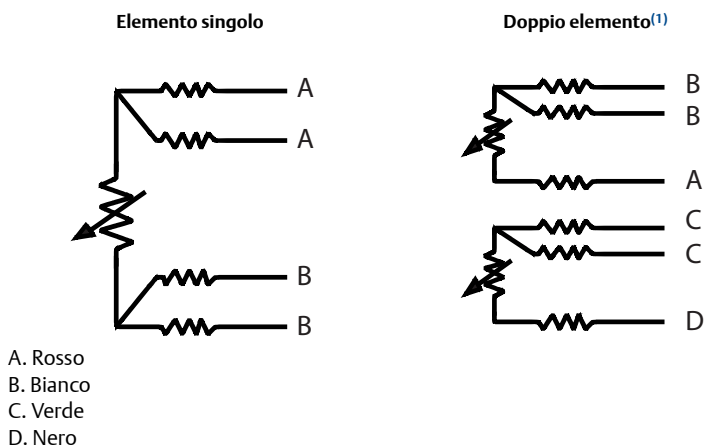 Elemento singolo
Doppio elemento(1)
A
A
B
B
B
B
A
C
C
D
A. Rosso
B. Bianco
C. Verde
D. Nero